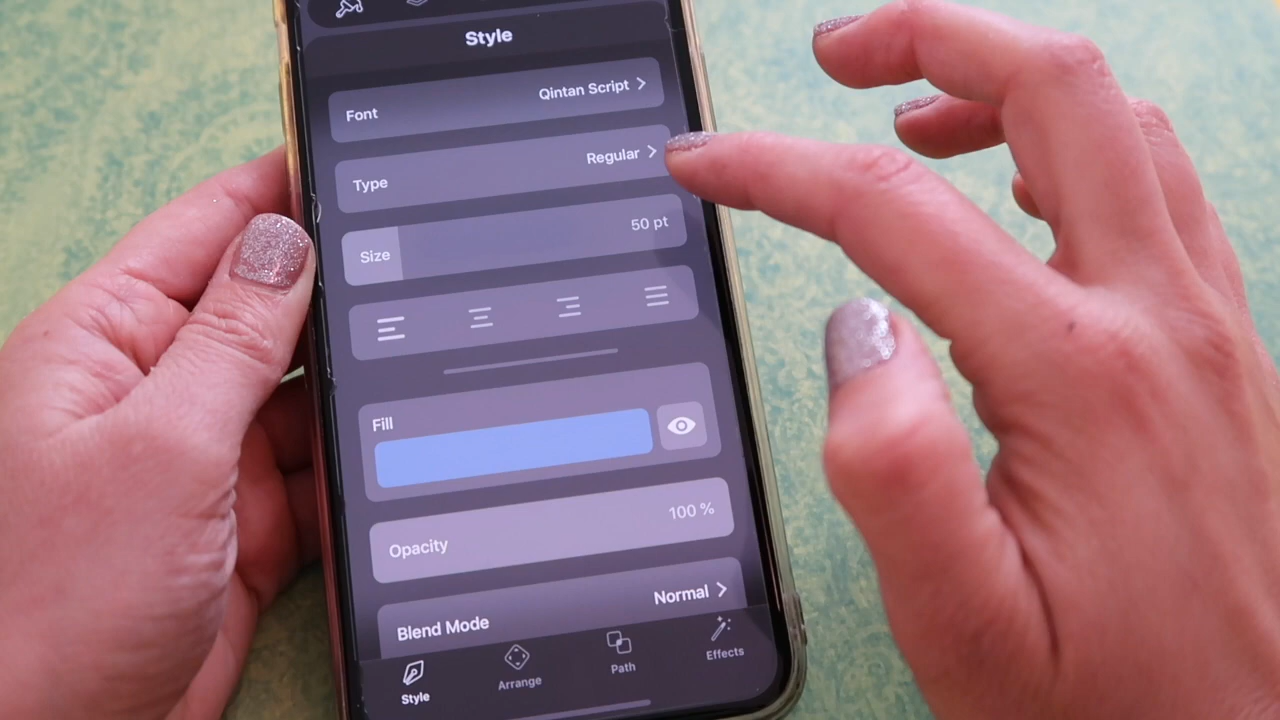 Style
Font Qintan Script
Type Regular
Size 50 pt
Fill
Opacity 100 %
Blend Mode Normal
Style Arrange Path Effects